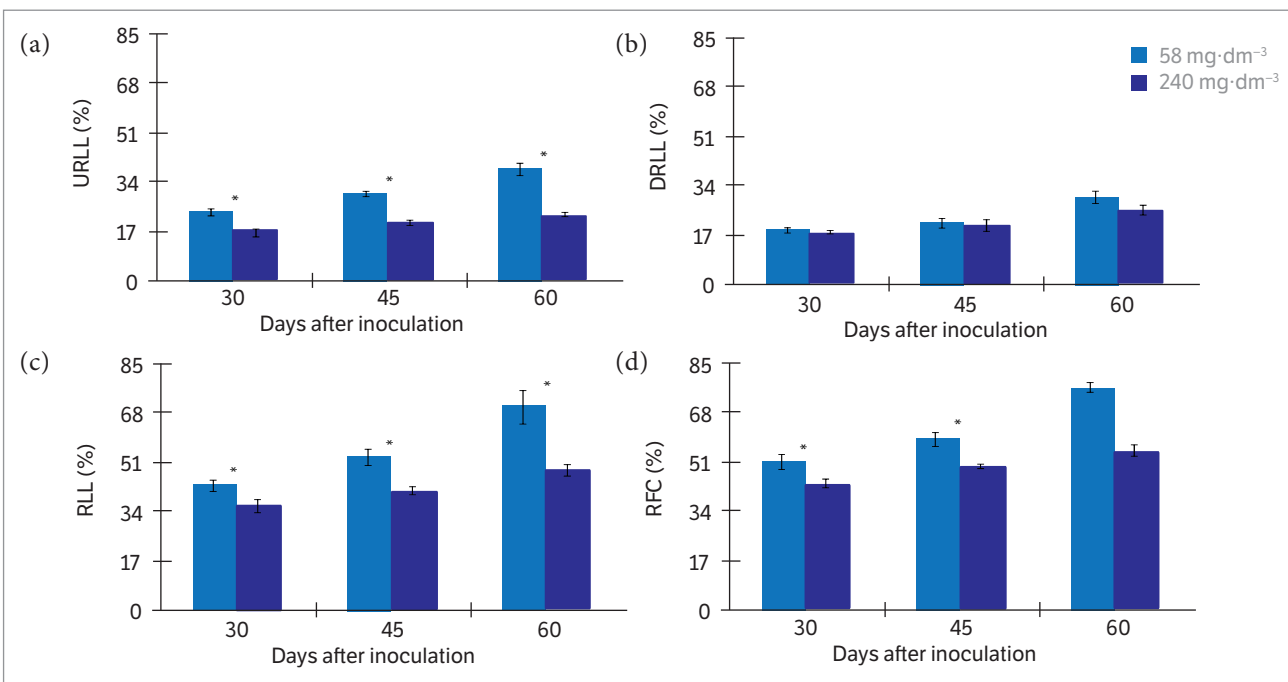 (a)
85
68
51
34
17
0
URLL (%)
*
*
*
30 45 60
Days after inoculation
(b)
85
68
51
34
17
0
DRLL (%)
58 mg·dm⁻³
240 mg·dm⁻³
30 45 60
Days after inoculation
(c)
85
68
51
34
17
0
RLL (%)
*
*
*
30 45 60
Days after inoculation
(d)
85
68
51
34
17
0
RFC (%)
*
*
30 45 60
Days after inoculation